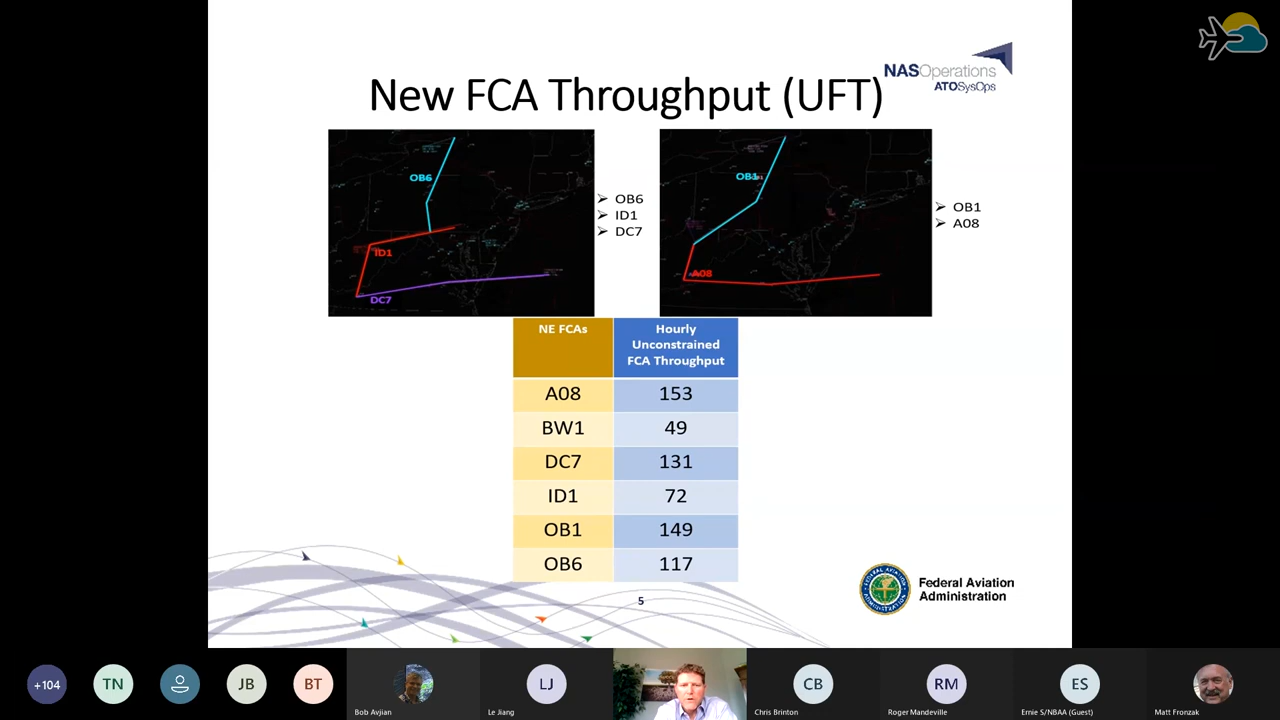 NASOperations
ATOSysOps
New FCA Throughput (UFT)
OB6
ID1
DC7
➢ OB6
➢ ID1
➢ DC7
OB1
A08
➢ OB1
➢ A08
NE FCAs
Hourly
Unconstrained
FCA Throughput
A08 153
BW1 49
DC7 131
ID1 72
OB1 149
OB6 117
Federal Aviation
Administration
5
+104
TN
JB
BT
Bob Avjian
LJ
Le Jiang
CB
Chris Brinton
RM
Roger Mandeville
ES
Ernie S/NBAA (Guest)
Matt Fronzak